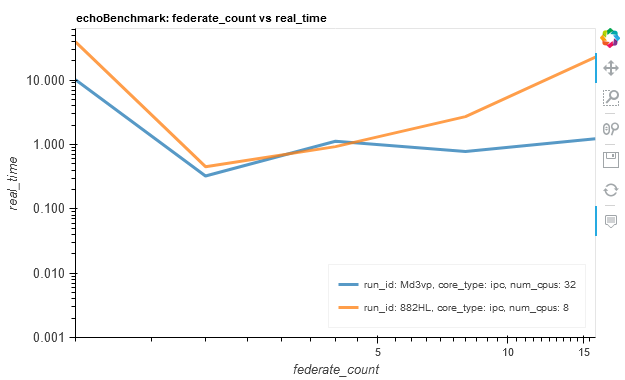 echoBenchmark: federate_count vs real_time
real_time
10.000
1.000
0.100
0.010
0.001
run_id: Md3vp, core_type: ipc, num_cpus: 32
run_id: 882HL, core_type: ipc, num_cpus: 8
5 10 15
federate_count